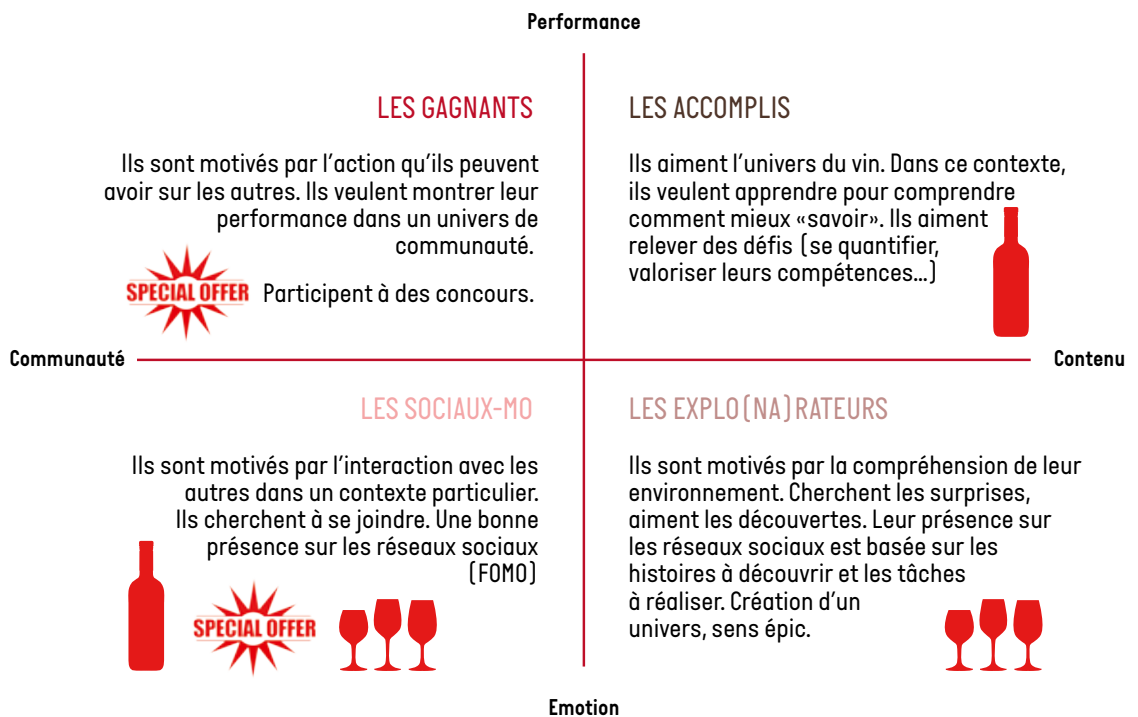 Performance
LES GAGNANTS
Ils sont motivés par l’action qu’ils peuvent
avoir sur les autres. Ils veulent montrer leur
performance dans un univers de
communauté.
SPECIAL OFFER
Participent à des concours.
LES ACCOMPLIS
Ils aiment l’univers du vin. Dans ce contexte,
ils veulent apprendre pour comprendre
comment mieux «savoir». Ils aiment
relever des défis (se quantifier,
valoriser leurs compétences…)
Communauté
Contenu
LES SOCIAUX-MO
Ils sont motivés par l’interaction avec les
autres dans un contexte particulier.
Ils cherchent à se joindre. Une bonne
présence sur les réseaux sociaux
(FOMO)
SPECIAL OFFER
LES EXPLO(NA)RATEURS
Ils sont motivés par la compréhension de leur
environnement. Cherchent les surprises,
aiment les découvertes. Leur présence sur
les réseaux sociaux est basée sur les
histoires à découvrir et les tâches
à réaliser. Création d’un
univers, sens épic.
Emotion